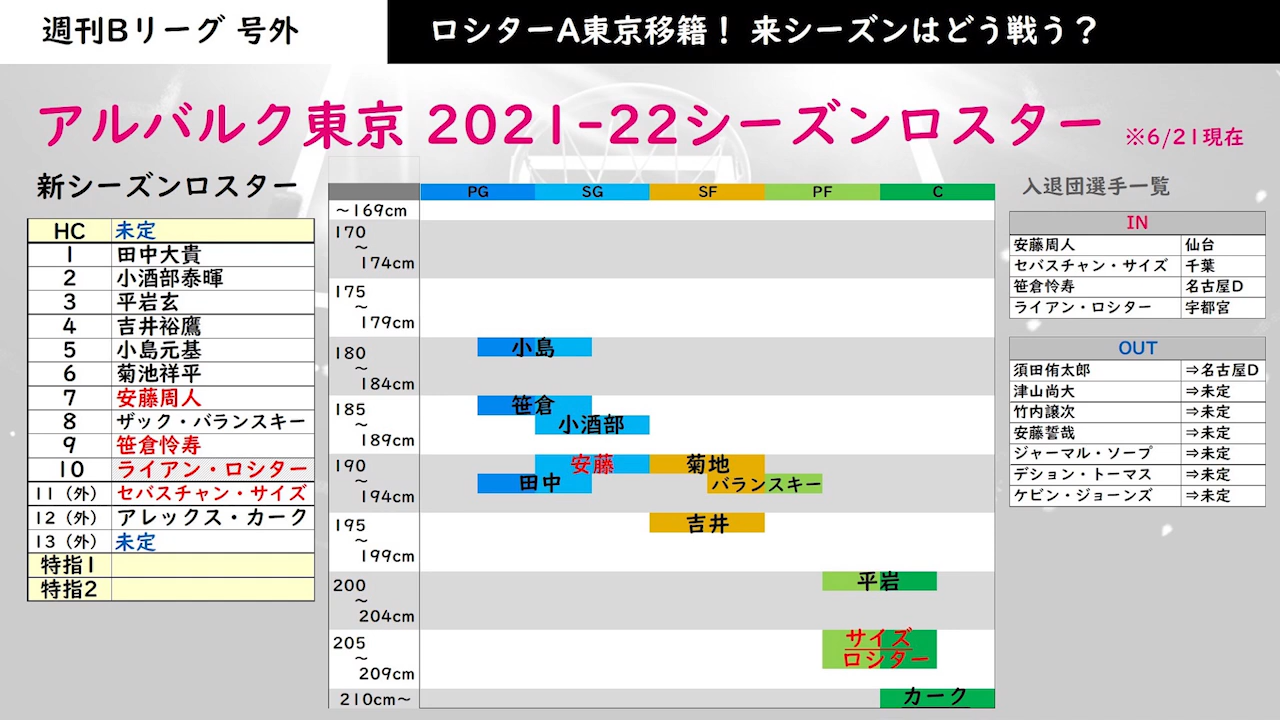 週刊Bリーグ 号外
ロシターA東京移籍！ 来シーズンはどう戦う？
アルバルク東京 2021-22シーズンロスター ※6/21現在
新シーズンロスター
HC 未定
1 田中大貴
2 小酒部泰暉
3 平岩玄
4 吉井裕鷹
5 小島元基
6 菊池祥平
7 安藤周人
8 ザック・バランスキー
9 笹倉怜寿
10 ライアン・ロシター
11（外） セバスチャン・サイズ
12（外） アレックス・カーク
13（外） 未定
特指1
特指2
PG SG SF PF C
～169cm
170
～
174cm
175
～
179cm
180
～
184cm
小島
185
～
189cm
笹倉
小酒部
190
～
194cm
安藤 菊地
田中 バランスキー
195
～
199cm
吉井
200
～
204cm
平岩
205
～
209cm
サイズ
ロシター
210cm～
カーク
入退団選手一覧
IN
安藤周人 仙台
セバスチャン・サイズ 千葉
笹倉怜寿 名古屋D
ライアン・ロシター 宇都宮
OUT
須田侑太郎 ⇒名古屋D
津山尚大 ⇒未定
竹内譲次 ⇒未定
安藤誓哉 ⇒未定
ジャーマル・ソープ ⇒未定
デション・トーマス ⇒未定
ケビン・ジョーンズ ⇒未定